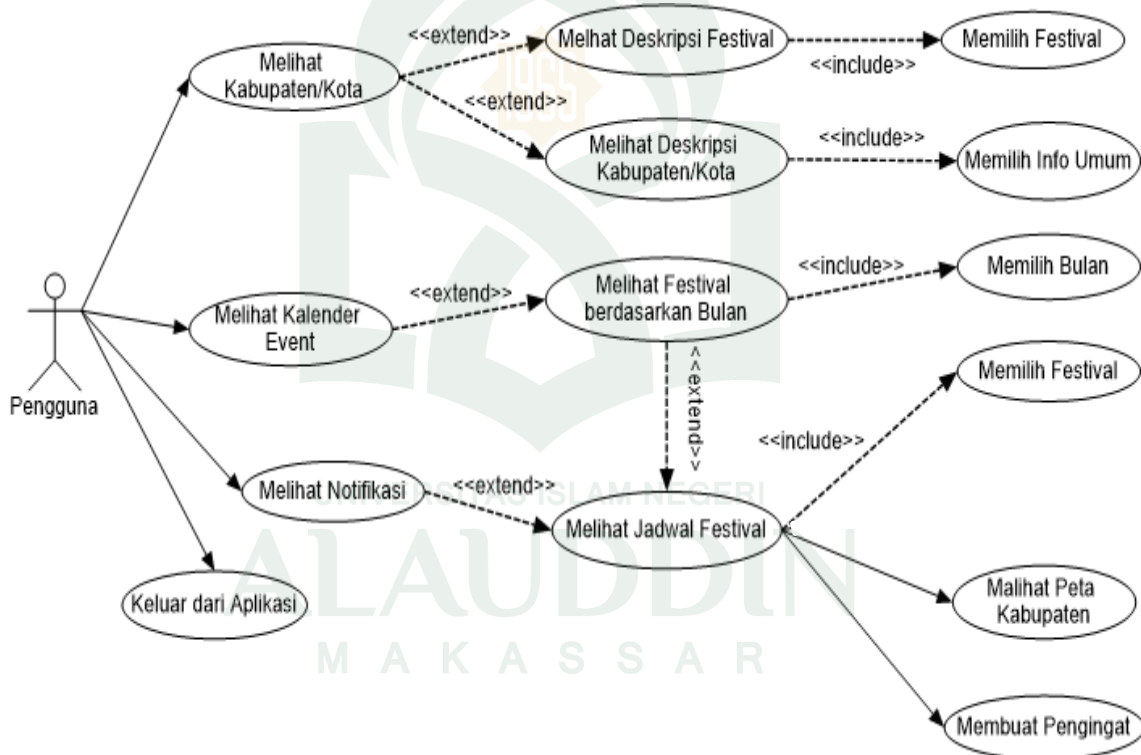 <<extend>>
Melhat Deskripsi Festival
Memilih Festival
<<include>>
Melihat
Kabupaten/Kota
<<extend>>
Melihat Deskripsi
Kabupaten/Kota
<<include>>
Memilih Info Umum
Melihat Kalender
Event
<<extend>>
Melihat Festival
berdasarkan Bulan
<<include>>
Memilih Bulan
<<extend>>
Pengguna
Memilih Festival
<<include>>
Melihat Notifikasi
<<extend>>
Melihat Jadwal Festival
Keluar dari Aplikasi
Malihat Peta
Kabupaten
Membuat Pengingat
UNIVERSITAS ISLAM NEGERI
ALAUDDIN
MAKASSAR